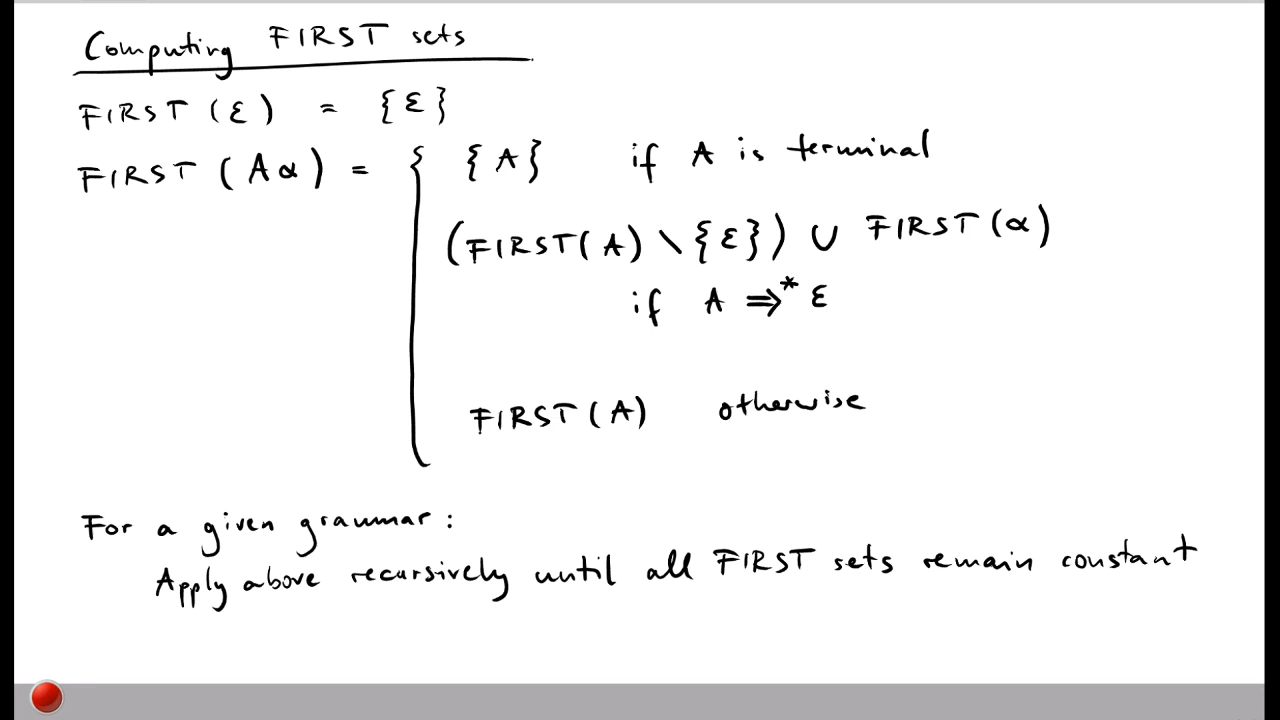 Computing FIRST sets
FIRST (ε) = {ε}
FIRST (Aα) = { {A} if A is terminal
(FIRST(A) \ {ε}) ∪ FIRST(α)
if A ⇒* ε
FIRST(A) otherwise
For a given grammar:
Apply above recursively until all FIRST sets remain constant